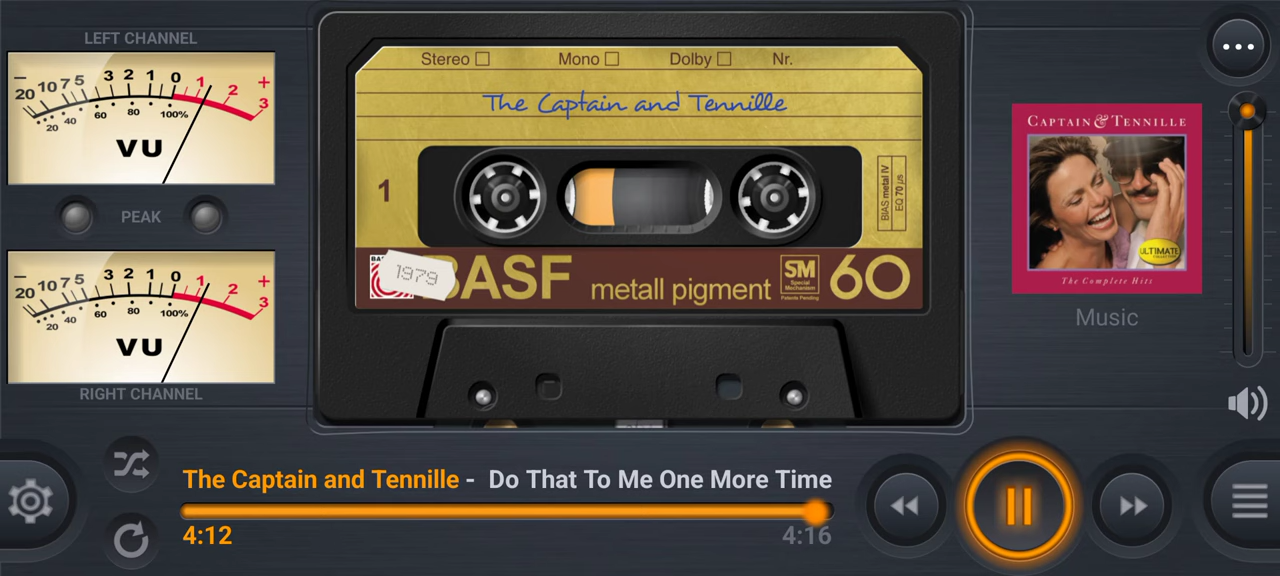 LEFT CHANNEL
− 20 10 7 5 3 2 1 0 1 2 3 +
20 40 60 80 100%
VU
PEAK
− 20 10 7 5 3 2 1 0 1 2 3 +
20 40 60 80 100%
VU
RIGHT CHANNEL
Stereo Mono Dolby Nr.
The Captain and Tennille
1
BIAS metal IV
EQ 70 µs
1979
BASF metall pigment SM 60
Special
Mechanism
Patents Pending
CAPTAIN & TENNILLE
ULTIMATE
The Complete Hits
Music
The Captain and Tennille - Do That To Me One More Time
4:12 4:16